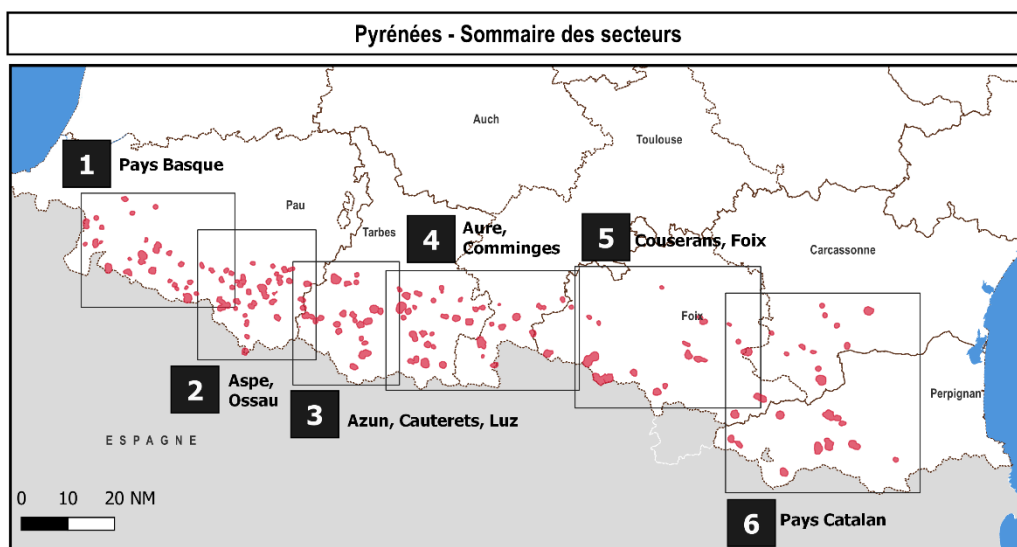 Pyrénées - Sommaire des secteurs
Auch
Toulouse
1 Pays Basque
Pau
Tarbes
4 Aure,
Comminges
5 Couserans, Foix
Carcassonne
Foix
2 Aspe,
Ossau
3 Azun, Cauterets, Luz
Perpignan
ESPAGNE
0 10 20 NM
6 Pays Catalan